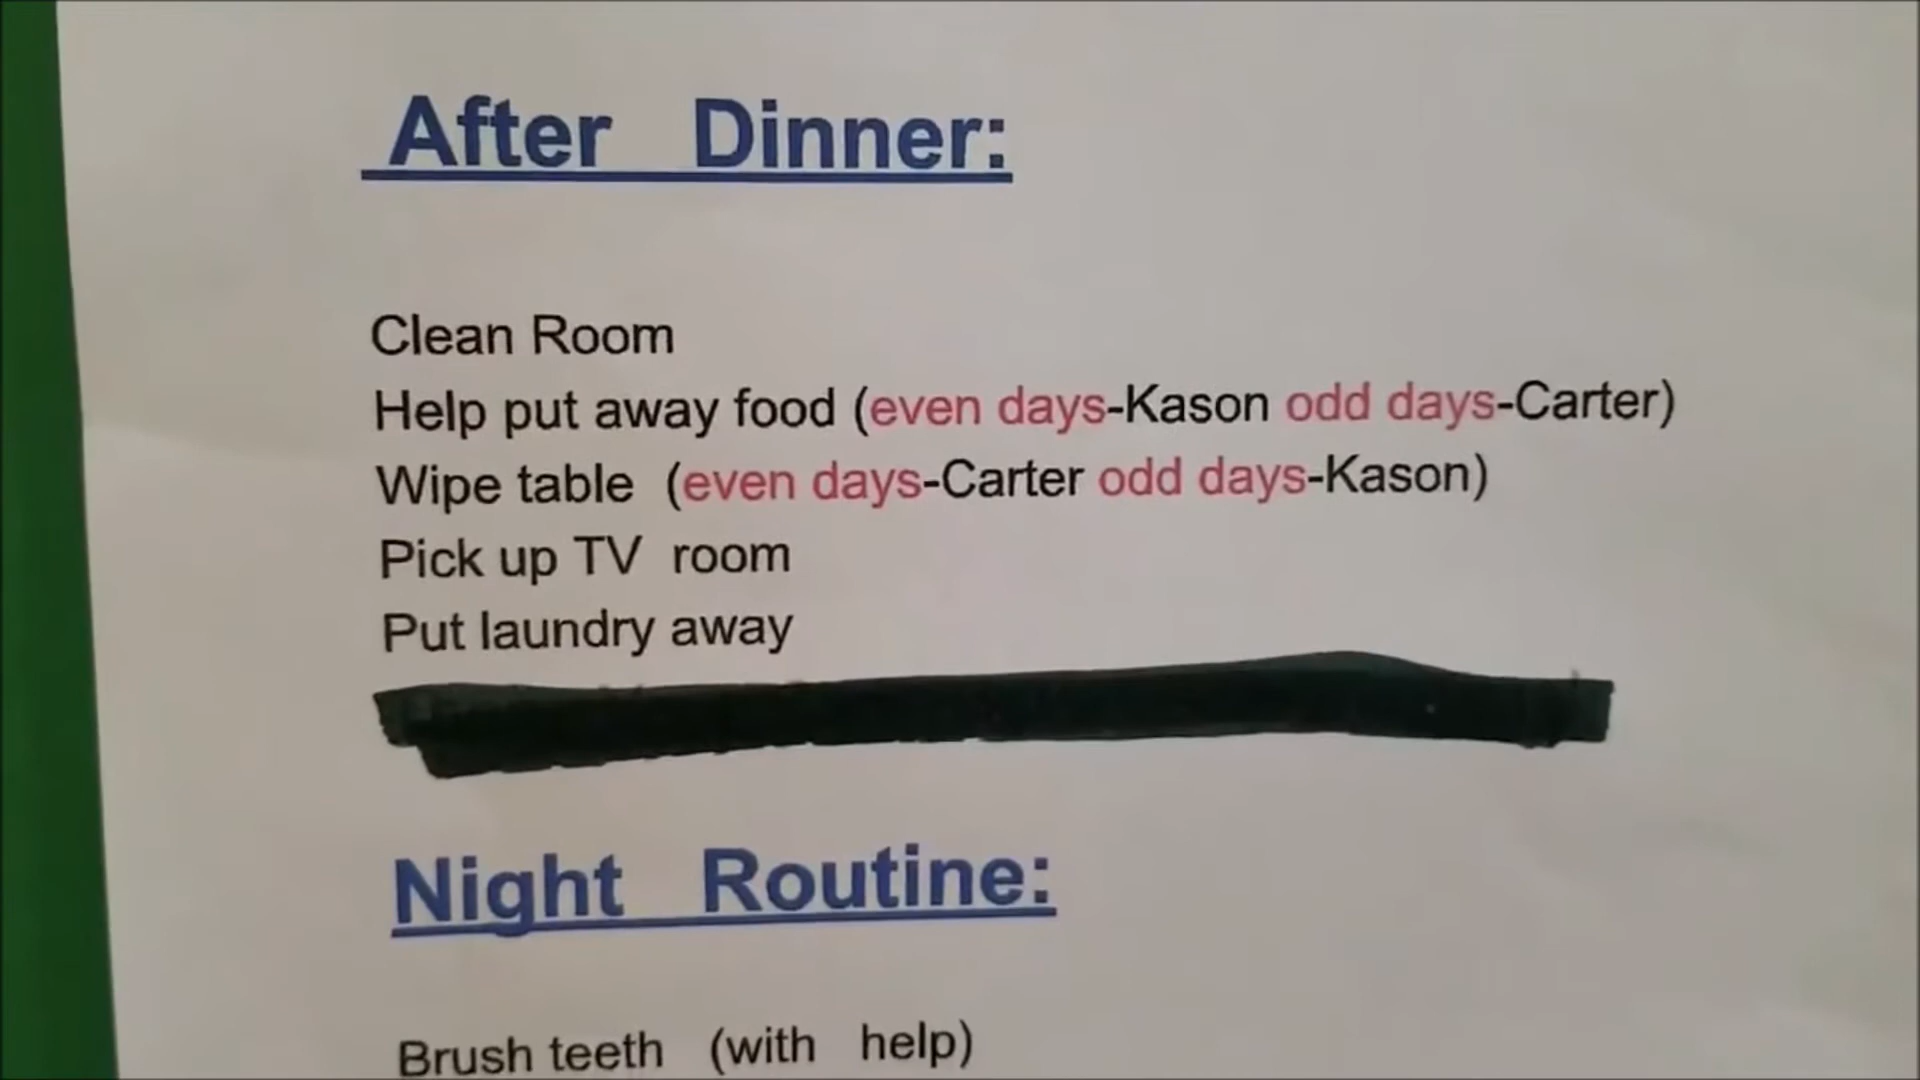 After Dinner:
Clean Room
Help put away food (even days-Kason odd days-Carter)
Wipe table (even days-Carter odd days-Kason)
Pick up TV room
Put laundry away
Night Routine:
Brush teeth (with help)